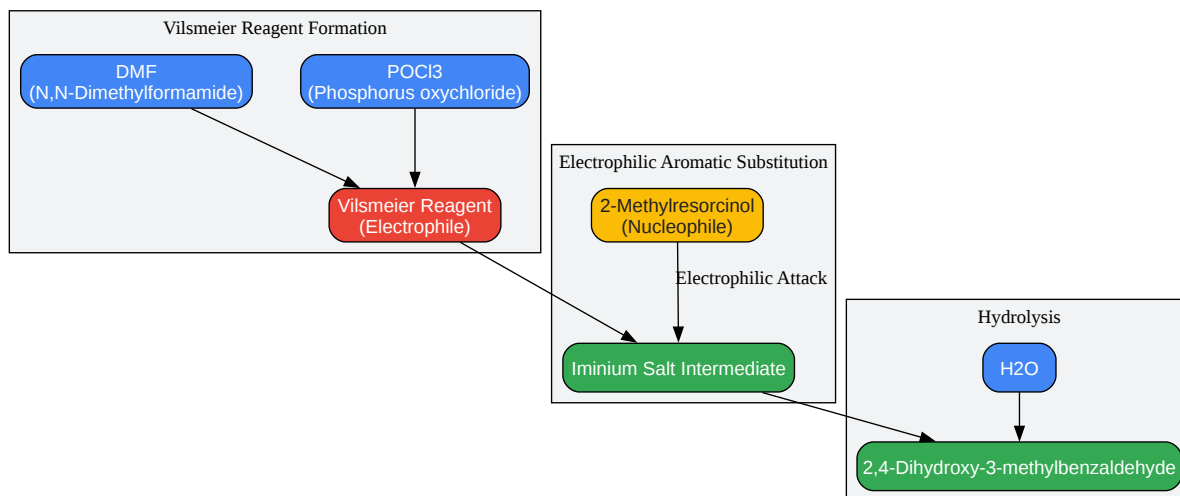 Vilsmeier Reagent Formation
DMF
(N,N-Dimethylformamide)
POCl3
(Phosphorus oxychloride)
Vilsmeier Reagent
(Electrophile)
Electrophilic Aromatic Substitution
2-Methylresorcinol
(Nucleophile)
Electrophilic Attack
Iminium Salt Intermediate
Hydrolysis
H2O
2,4-Dihydroxy-3-methylbenzaldehyde